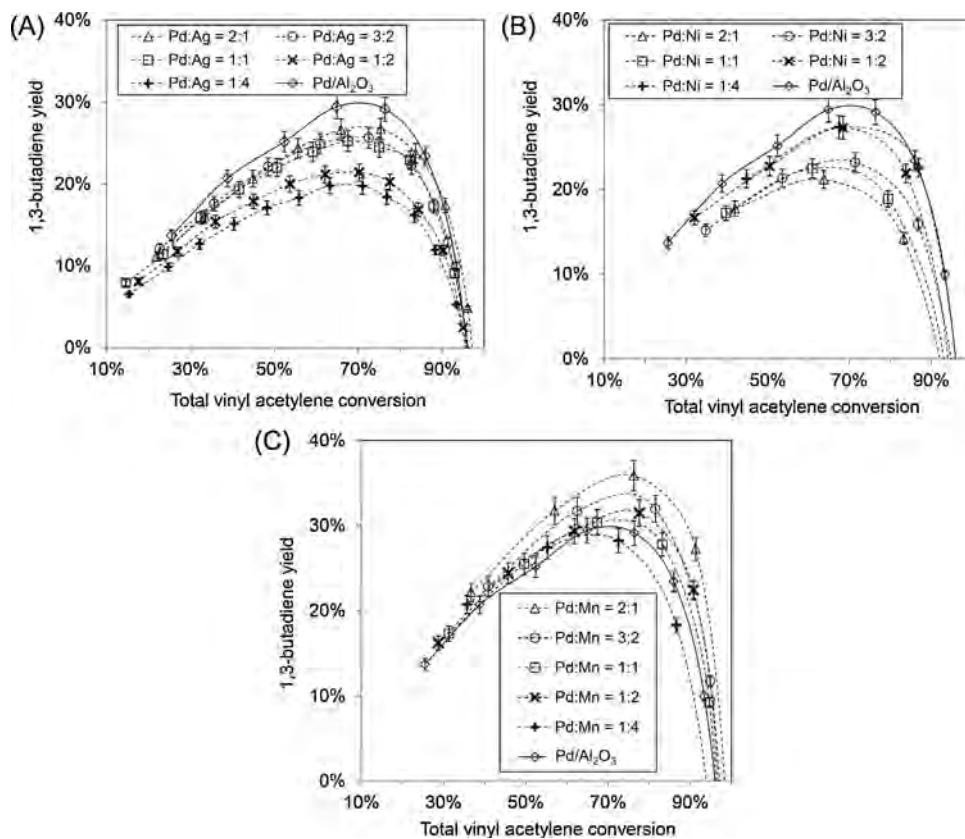 (A)
40%
30%
20%
10%
0%
1,3-butadiene yield
Pd:Ag = 2:1 Pd:Ag = 3:2
Pd:Ag = 1:1 Pd:Ag = 1:2
Pd:Ag = 1:4 Pd/Al₂O₃
10% 30% 50% 70% 90%
Total vinyl acetylene conversion
(B)
40%
30%
20%
10%
0%
1,3-butadiene yield
Pd:Ni = 2:1 Pd:Ni = 3:2
Pd:Ni = 1:1 Pd:Ni = 1:2
Pd:Ni = 1:4 Pd/Al₂O₃
10% 30% 50% 70% 90%
Total vinyl acetylene conversion
(C)
40%
30%
20%
10%
0%
1,3-butadiene yield
Pd:Mn = 2:1
Pd:Mn = 3:2
Pd:Mn = 1:1
Pd:Mn = 1:2
Pd:Mn = 1:4
Pd/Al₂O₃
10% 30% 50% 70% 90%
Total vinyl acetylene conversion